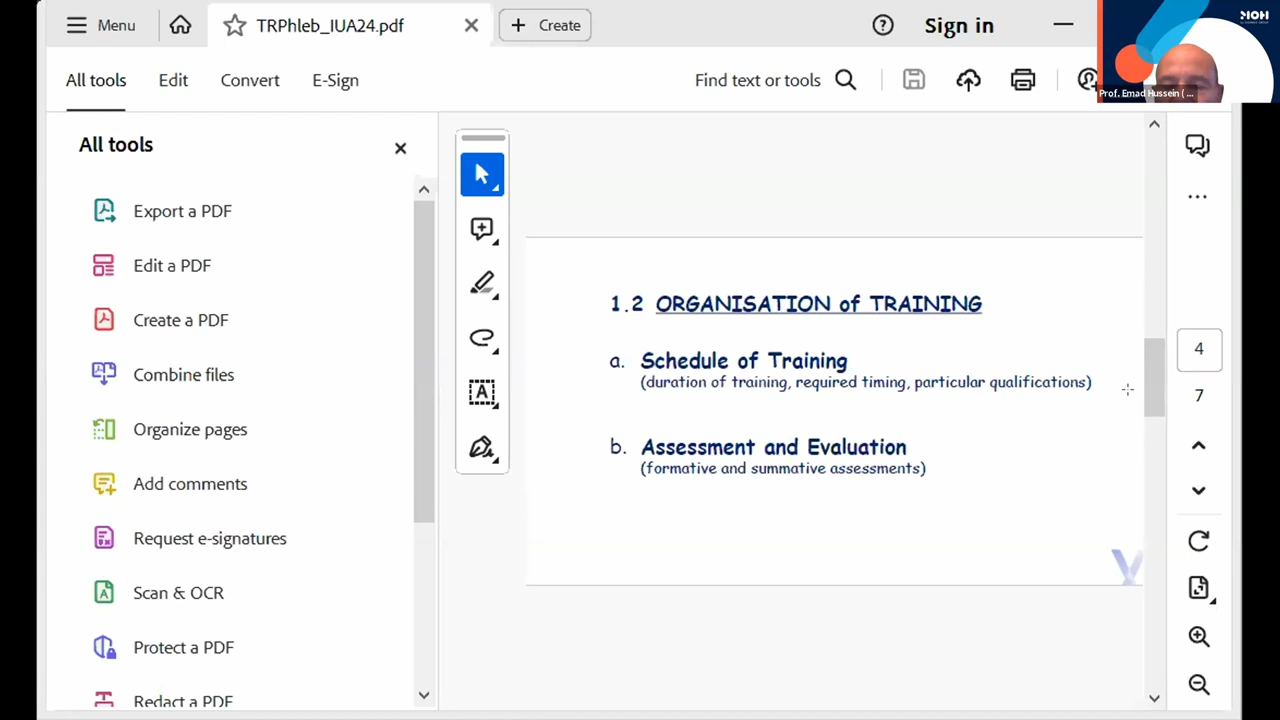 Menu
TRPhleb_IUA24.pdf
Create
Sign in
All tools
Edit
Convert
E-Sign
Find text or tools
Prof. Emad Hussein ( ...
All tools
Export a PDF
Edit a PDF
Create a PDF
Combine files
Organize pages
Add comments
Request e-signatures
Scan & OCR
Protect a PDF
Redact a PDF
1.2 ORGANISATION of TRAINING
a. Schedule of Training
(duration of training, required timing, particular qualifications)
b. Assessment and Evaluation
(formative and summative assessments)
4
7